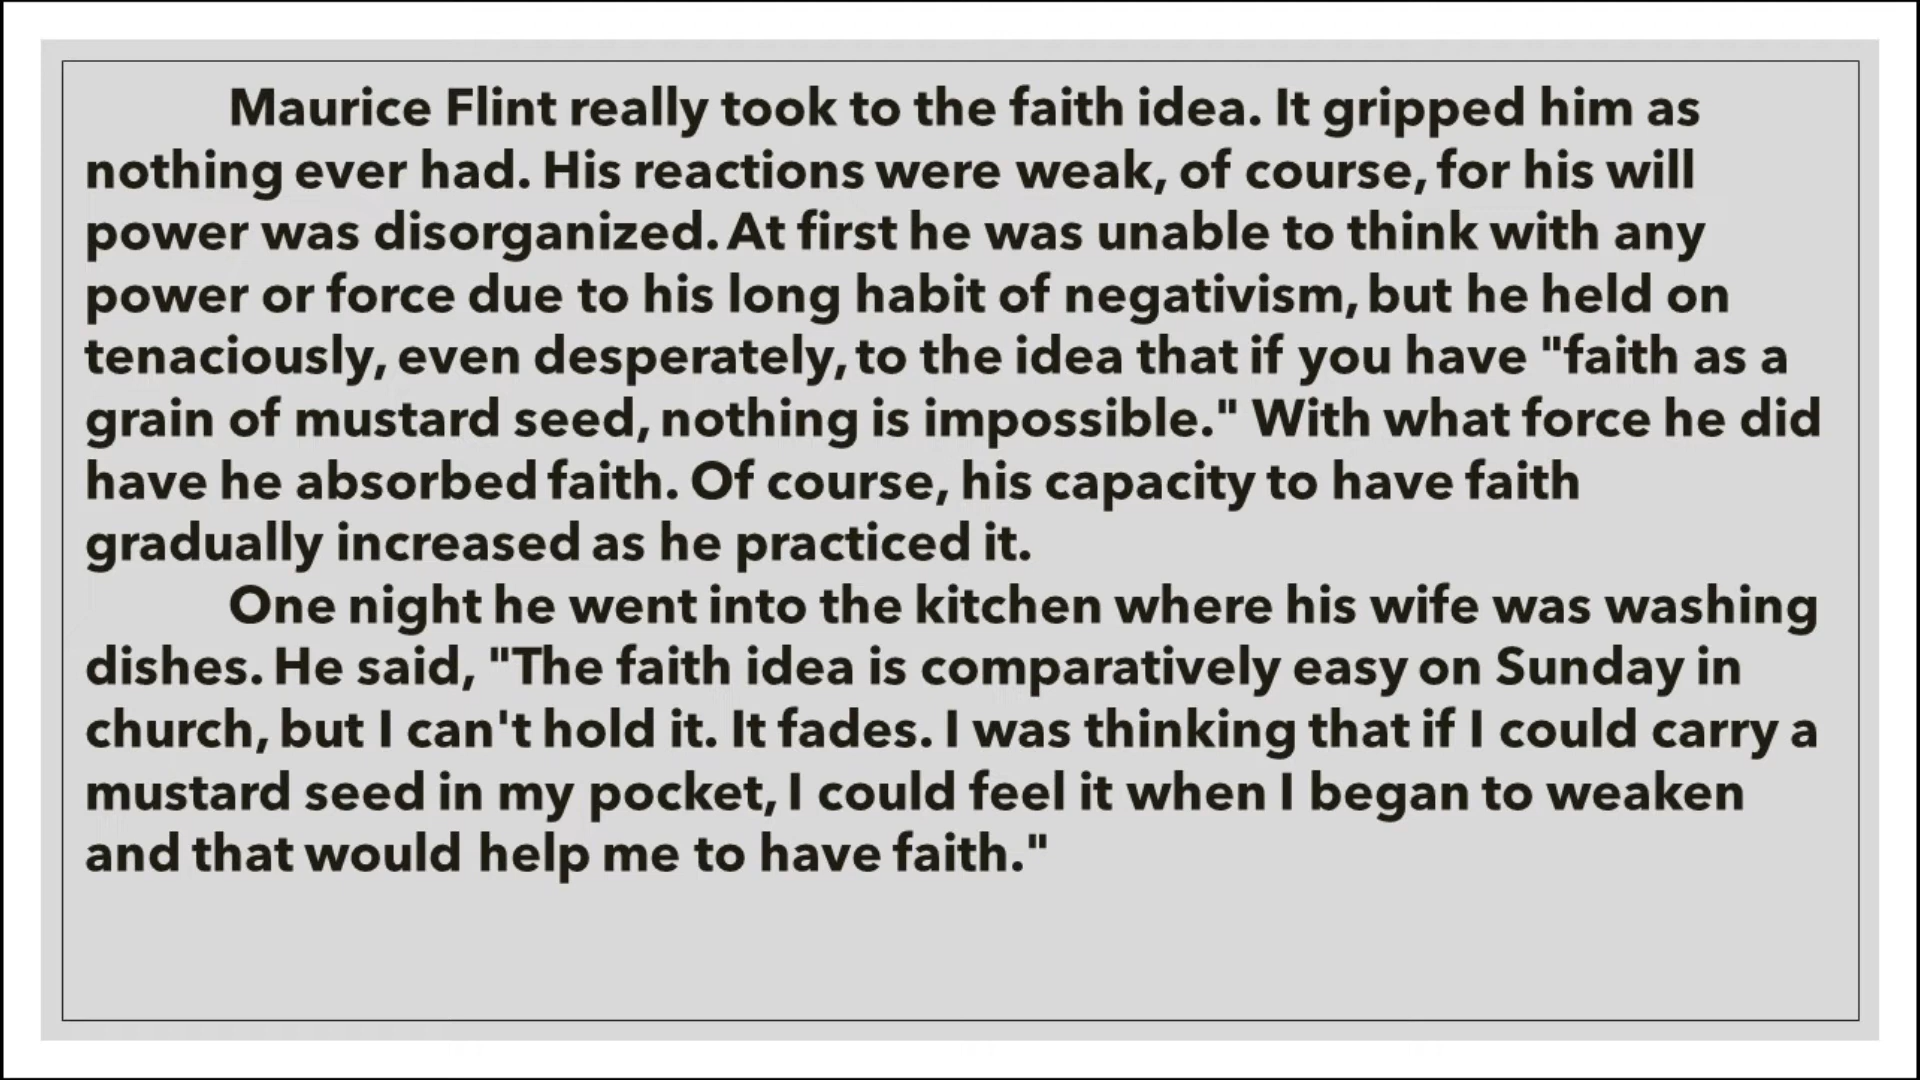 Maurice Flint really took to the faith idea. It gripped him as
nothing ever had. His reactions were weak, of course, for his will
power was disorganized. At first he was unable to think with any
power or force due to his long habit of negativism, but he held on
tenaciously, even desperately, to the idea that if you have "faith as a
grain of mustard seed, nothing is impossible." With what force he did
have he absorbed faith. Of course, his capacity to have faith
gradually increased as he practiced it.
One night he went into the kitchen where his wife was washing
dishes. He said, "The faith idea is comparatively easy on Sunday in
church, but I can't hold it. It fades. I was thinking that if I could carry a
mustard seed in my pocket, I could feel it when I began to weaken
and that would help me to have faith."